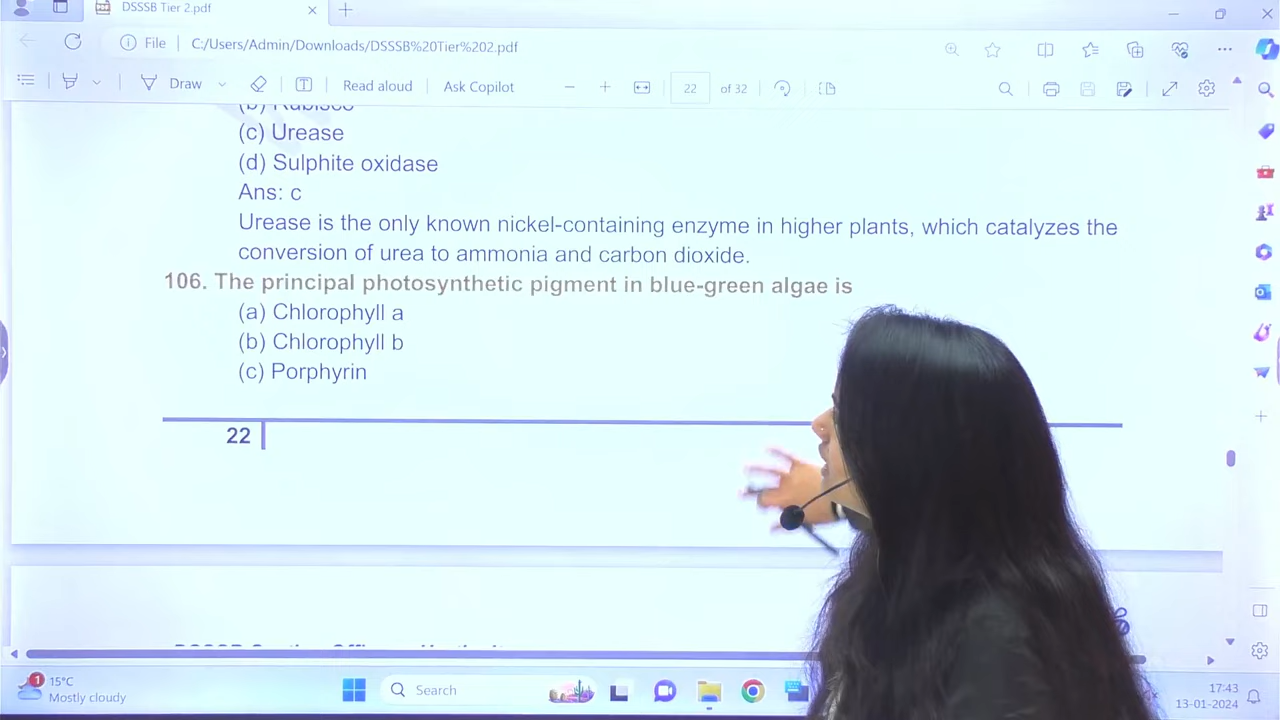 DSSSB Tier 2.pdf
File
C:/Users/Admin/Downloads/DSSSB%20Tier%202.pdf
Draw
Read aloud
Ask Copilot
22
of 32
(b) Rubisco
(c) Urease
(d) Sulphite oxidase
Ans: c
Urease is the only known nickel-containing enzyme in higher plants, which catalyzes the
conversion of urea to ammonia and carbon dioxide.
106. The principal photosynthetic pigment in blue-green algae is
(a) Chlorophyll a
(b) Chlorophyll b
(c) Porphyrin
22
1
15°C
Mostly cloudy
Search
17:43
13-01-2024